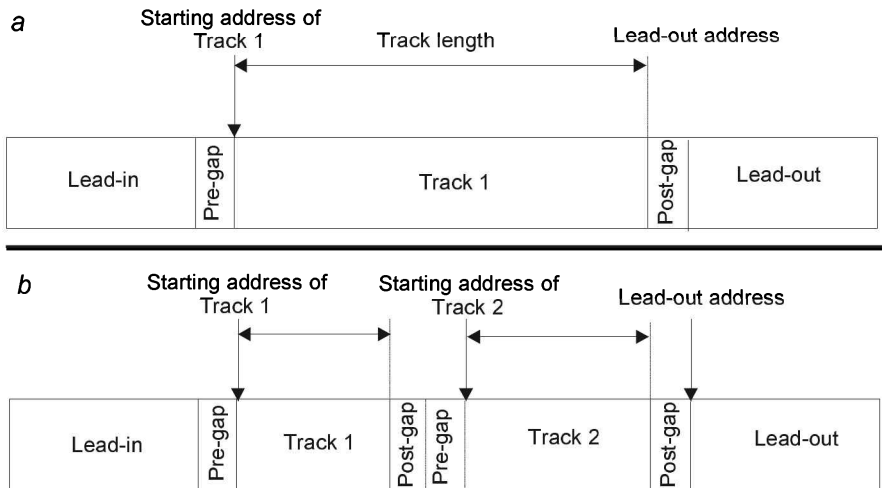 a
Starting address of
Track 1
Track length
Lead-out address
Lead-in
Pre-gap
Track 1
Post-gap
Lead-out
b
Starting address of
Track 1
Starting address of
Track 2
Lead-out address
Lead-in
Pre-gap
Track 1
Post-gap
Pre-gap
Track 2
Post-gap
Lead-out